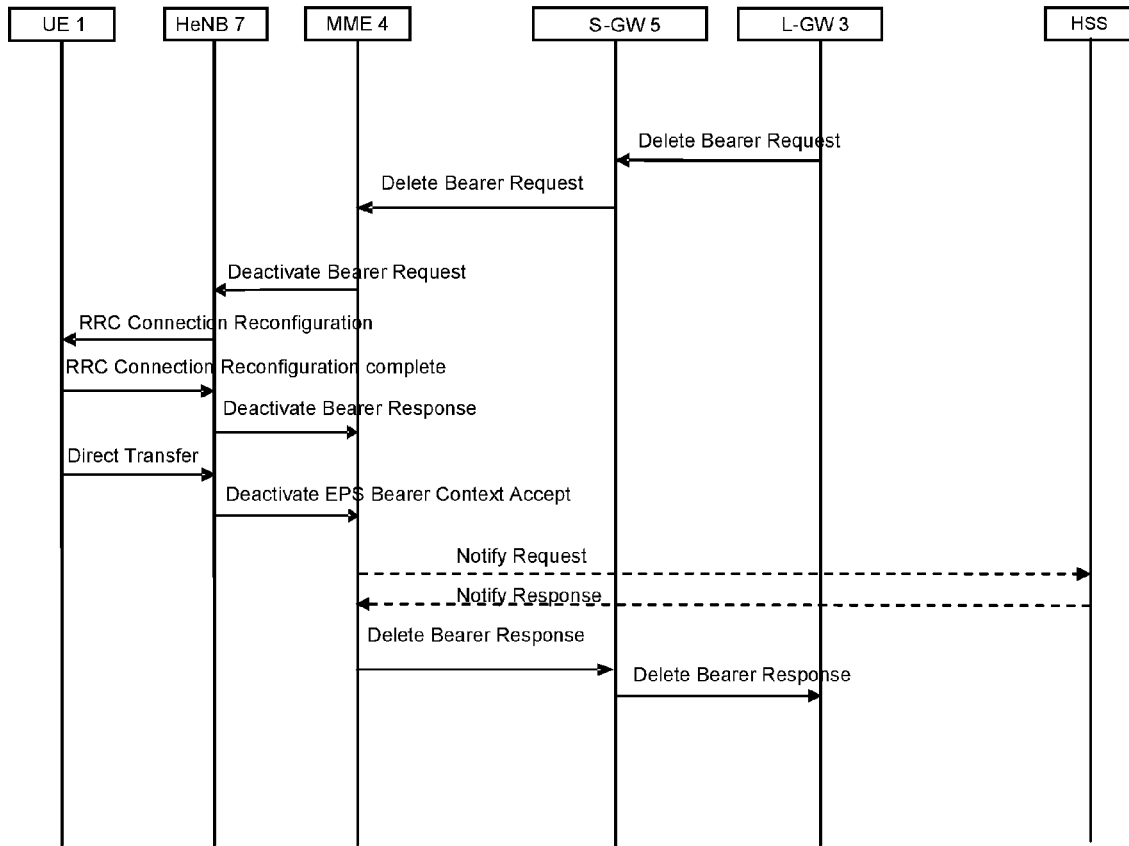 UE 1
HeNB 7
MME 4
S-GW 5
L-GW 3
HSS
Delete Bearer Request
Delete Bearer Request
Deactivate Bearer Request
RRC Connection Reconfiguration
RRC Connection Reconfiguration complete
Deactivate Bearer Response
Direct Transfer
Deactivate EPS Bearer Context Accept
Notify Request
Notify Response
Delete Bearer Response
Delete Bearer Response